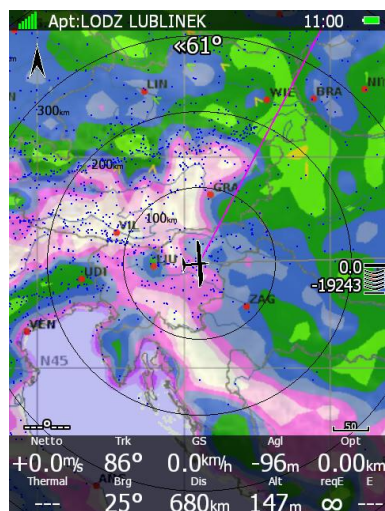 Apt:LODZ LUBLINEK 11:00
«61°
LIN
WIE
BRA
NIT
300km
200km
GRA
100km
VIL
LJU
UDI
0.0
-19243
ZAG
VEN
N45
---°---
50
Netto Trk GS Agl Opt
+0.0m/s 86° 0.0km/h -96m 0.00km
Thermal Brg Dis Alt reqE E
--- 25° 680km 147m ∞ ---